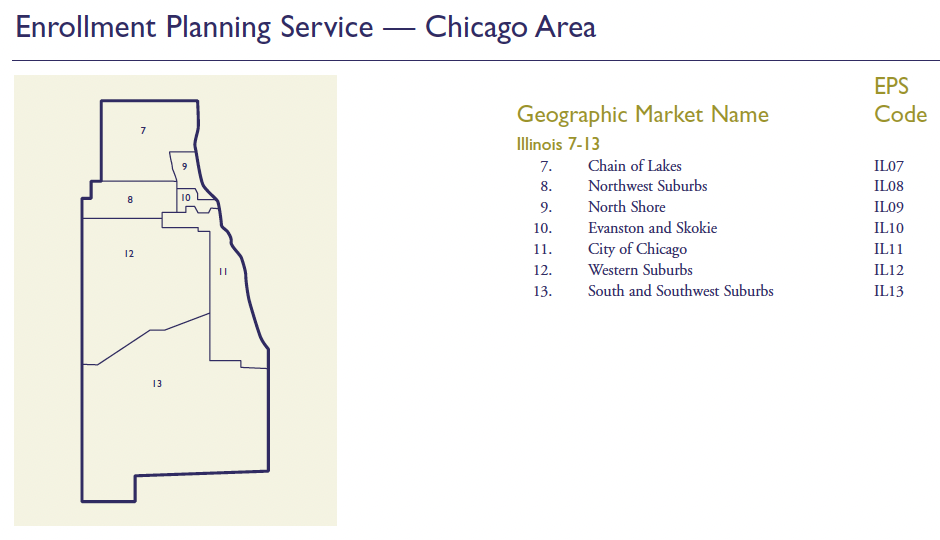 Enrollment Planning Service — Chicago Area
EPS
Geographic Market Name Code
Illinois 7-13
7. Chain of Lakes IL07
8. Northwest Suburbs IL08
9. North Shore IL09
10. Evanston and Skokie IL10
11. City of Chicago IL11
12. Western Suburbs IL12
13. South and Southwest Suburbs IL13
7
9
8
10
12
11
13